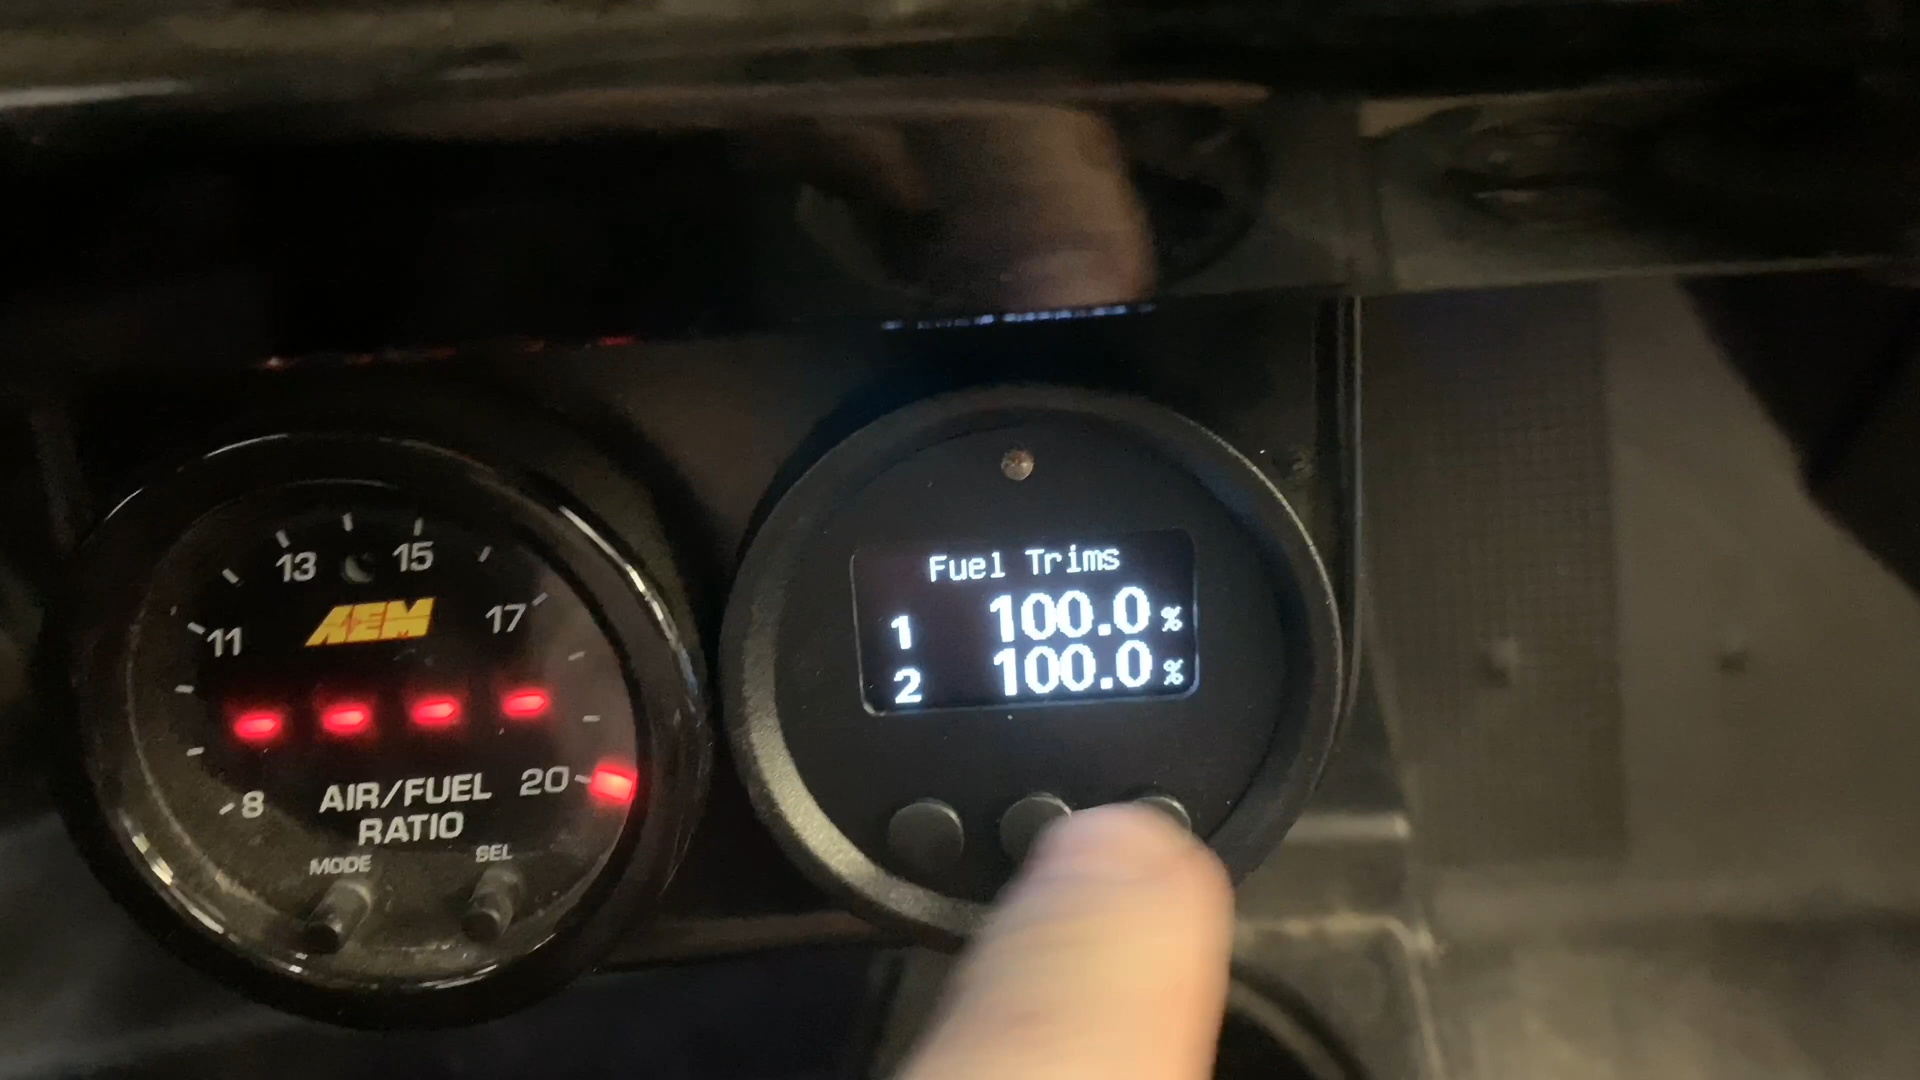 13 15
AEM
11 17
8 AIR/FUEL 20
RATIO
MODE SEL
Fuel Trims
1 100.0 %
2 100.0 %